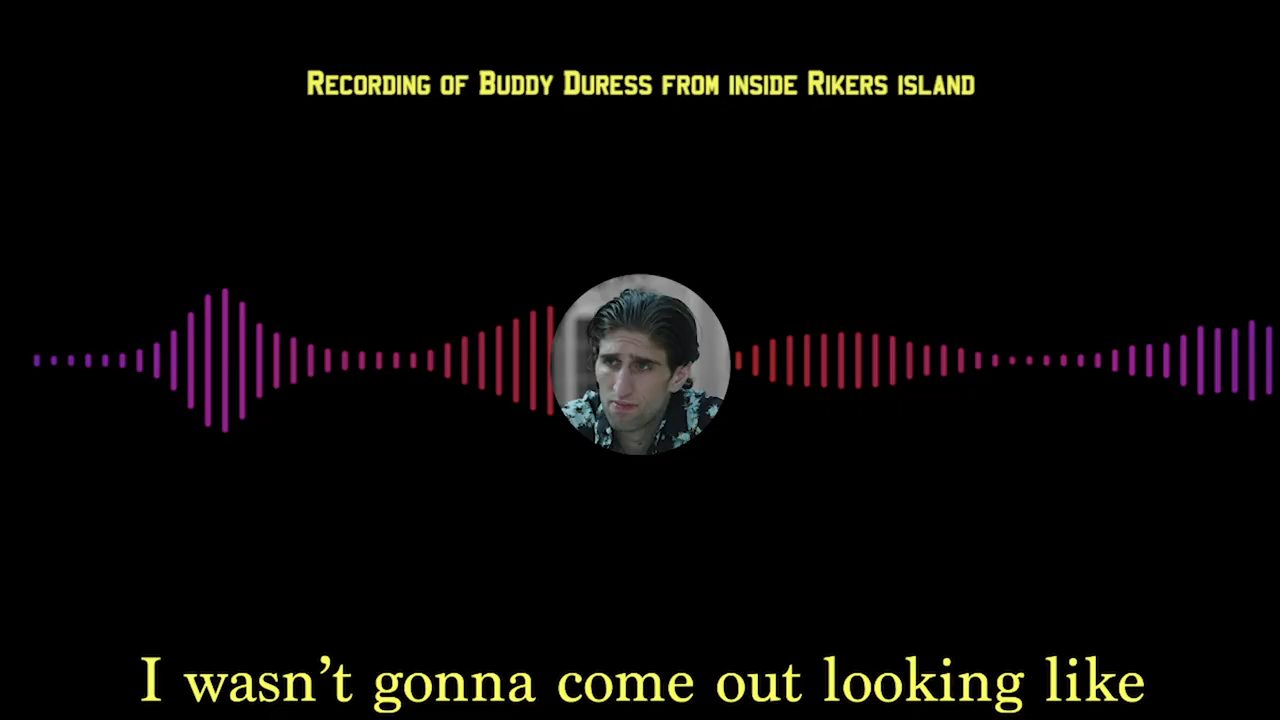 Recording of Buddy Duress from inside Rikers island
I wasn't gonna come out looking like